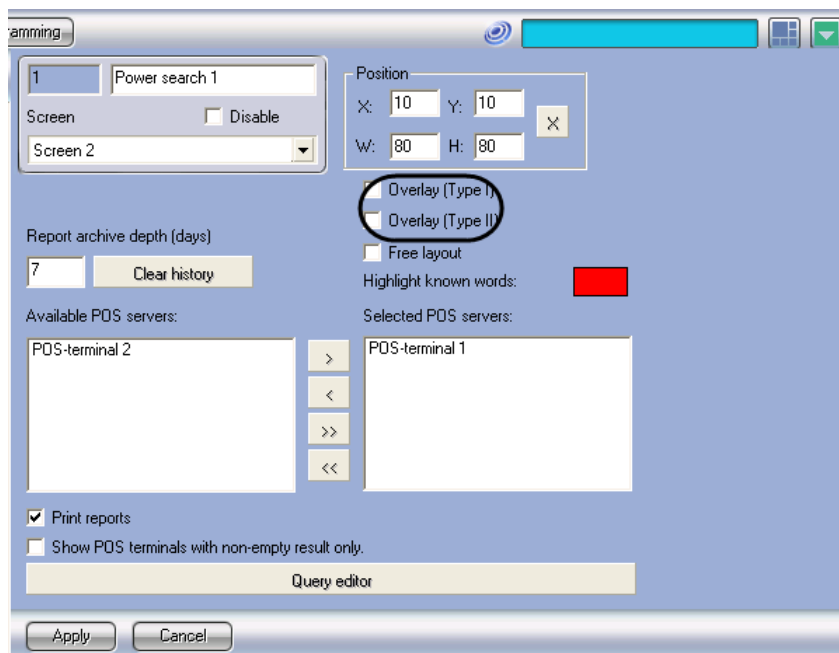 amming
1 Power search 1
Screen Disable
Screen 2
Position
X: 10 Y: 10 X
W: 80 H: 80
Overlay (Type I)
Overlay (Type II)
Free layout
Report archive depth (days)
7 Clear history
Highlight known words:
Available POS servers: Selected POS servers:
POS-terminal 2 POS-terminal 1
>
<
>>
<<
Print reports
Show POS terminals with non-empty result only.
Query editor
Apply Cancel